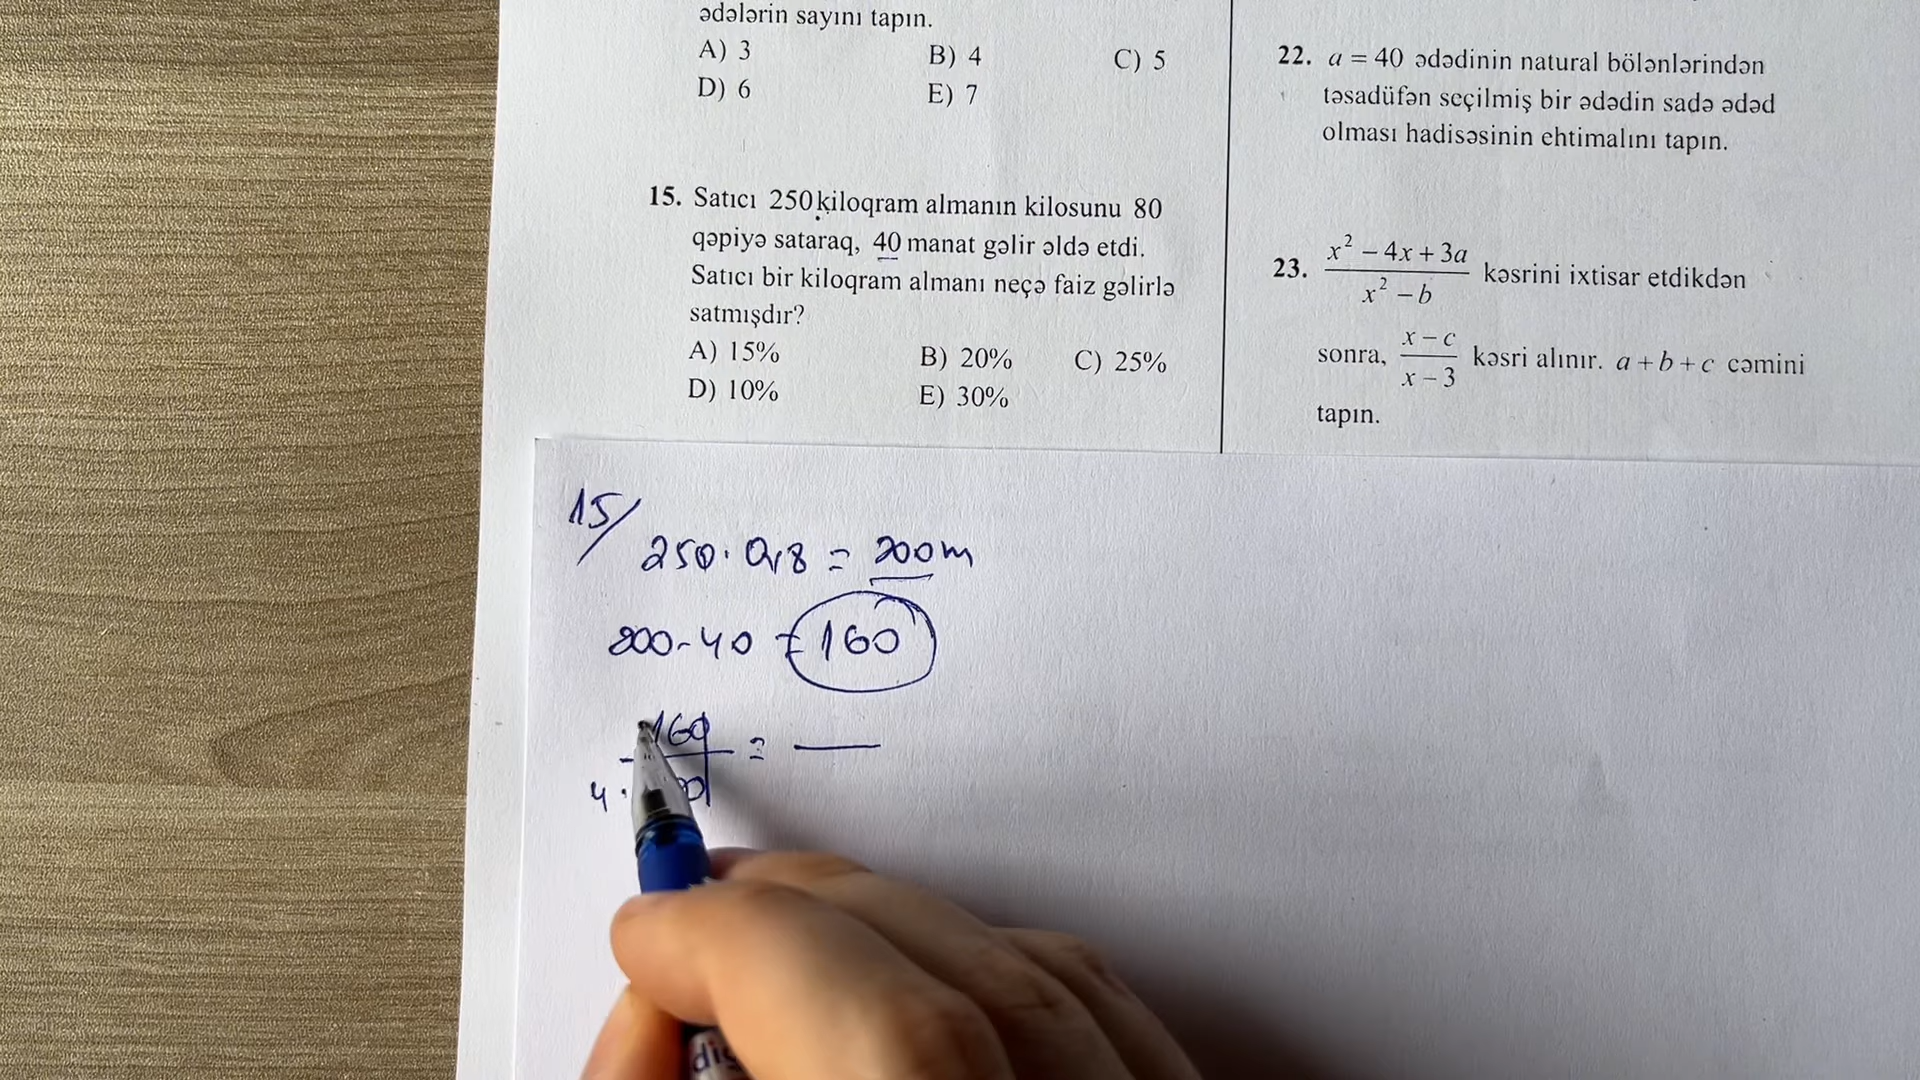 ədələrin sayını tapın.
A) 3 B) 4 C) 5
D) 6 E) 7
15. Satıcı 250 kiloqram almanın kilosunu 80
qəpiyə sataraq, 40 manat gəlir əldə etdi.
Satıcı bir kiloqram almanı neçə faiz gəlirlə
satmışdır?
A) 15% B) 20% C) 25%
D) 10% E) 30%
22. a = 40 ədədinin natural bölənlərindən
təsadüfən seçilmiş bir ədədin sadə ədəd
olması hadisəsinin ehtimalını tapın.
23. \frac{x² − 4x + 3a}{x² − b} kəsrini ixtisar etdikdən
sonra, \frac{x − c}{x − 3} kəsri alınır. a + b + c cəmini
tapın.
15/
250 · 0,8 = 200m
200 - 40 = 160
160
4 ·